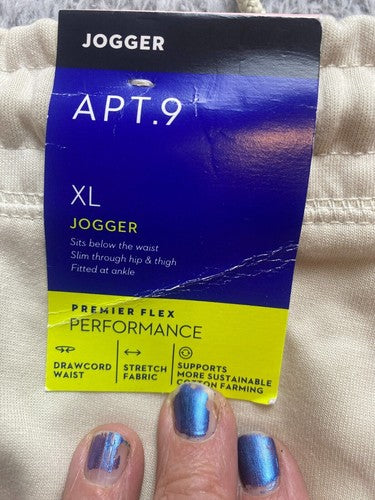 JOGGER
APT.9
XL
JOGGER
Sits below the waist
Slim through hip & thigh
Fitted at ankle
PREMIER FLEX
PERFORMANCE
DRAWCORD
WAIST
STRETCH
FABRIC
SUPPORTS
MORE SUSTAINABLE
COTTON FARMING